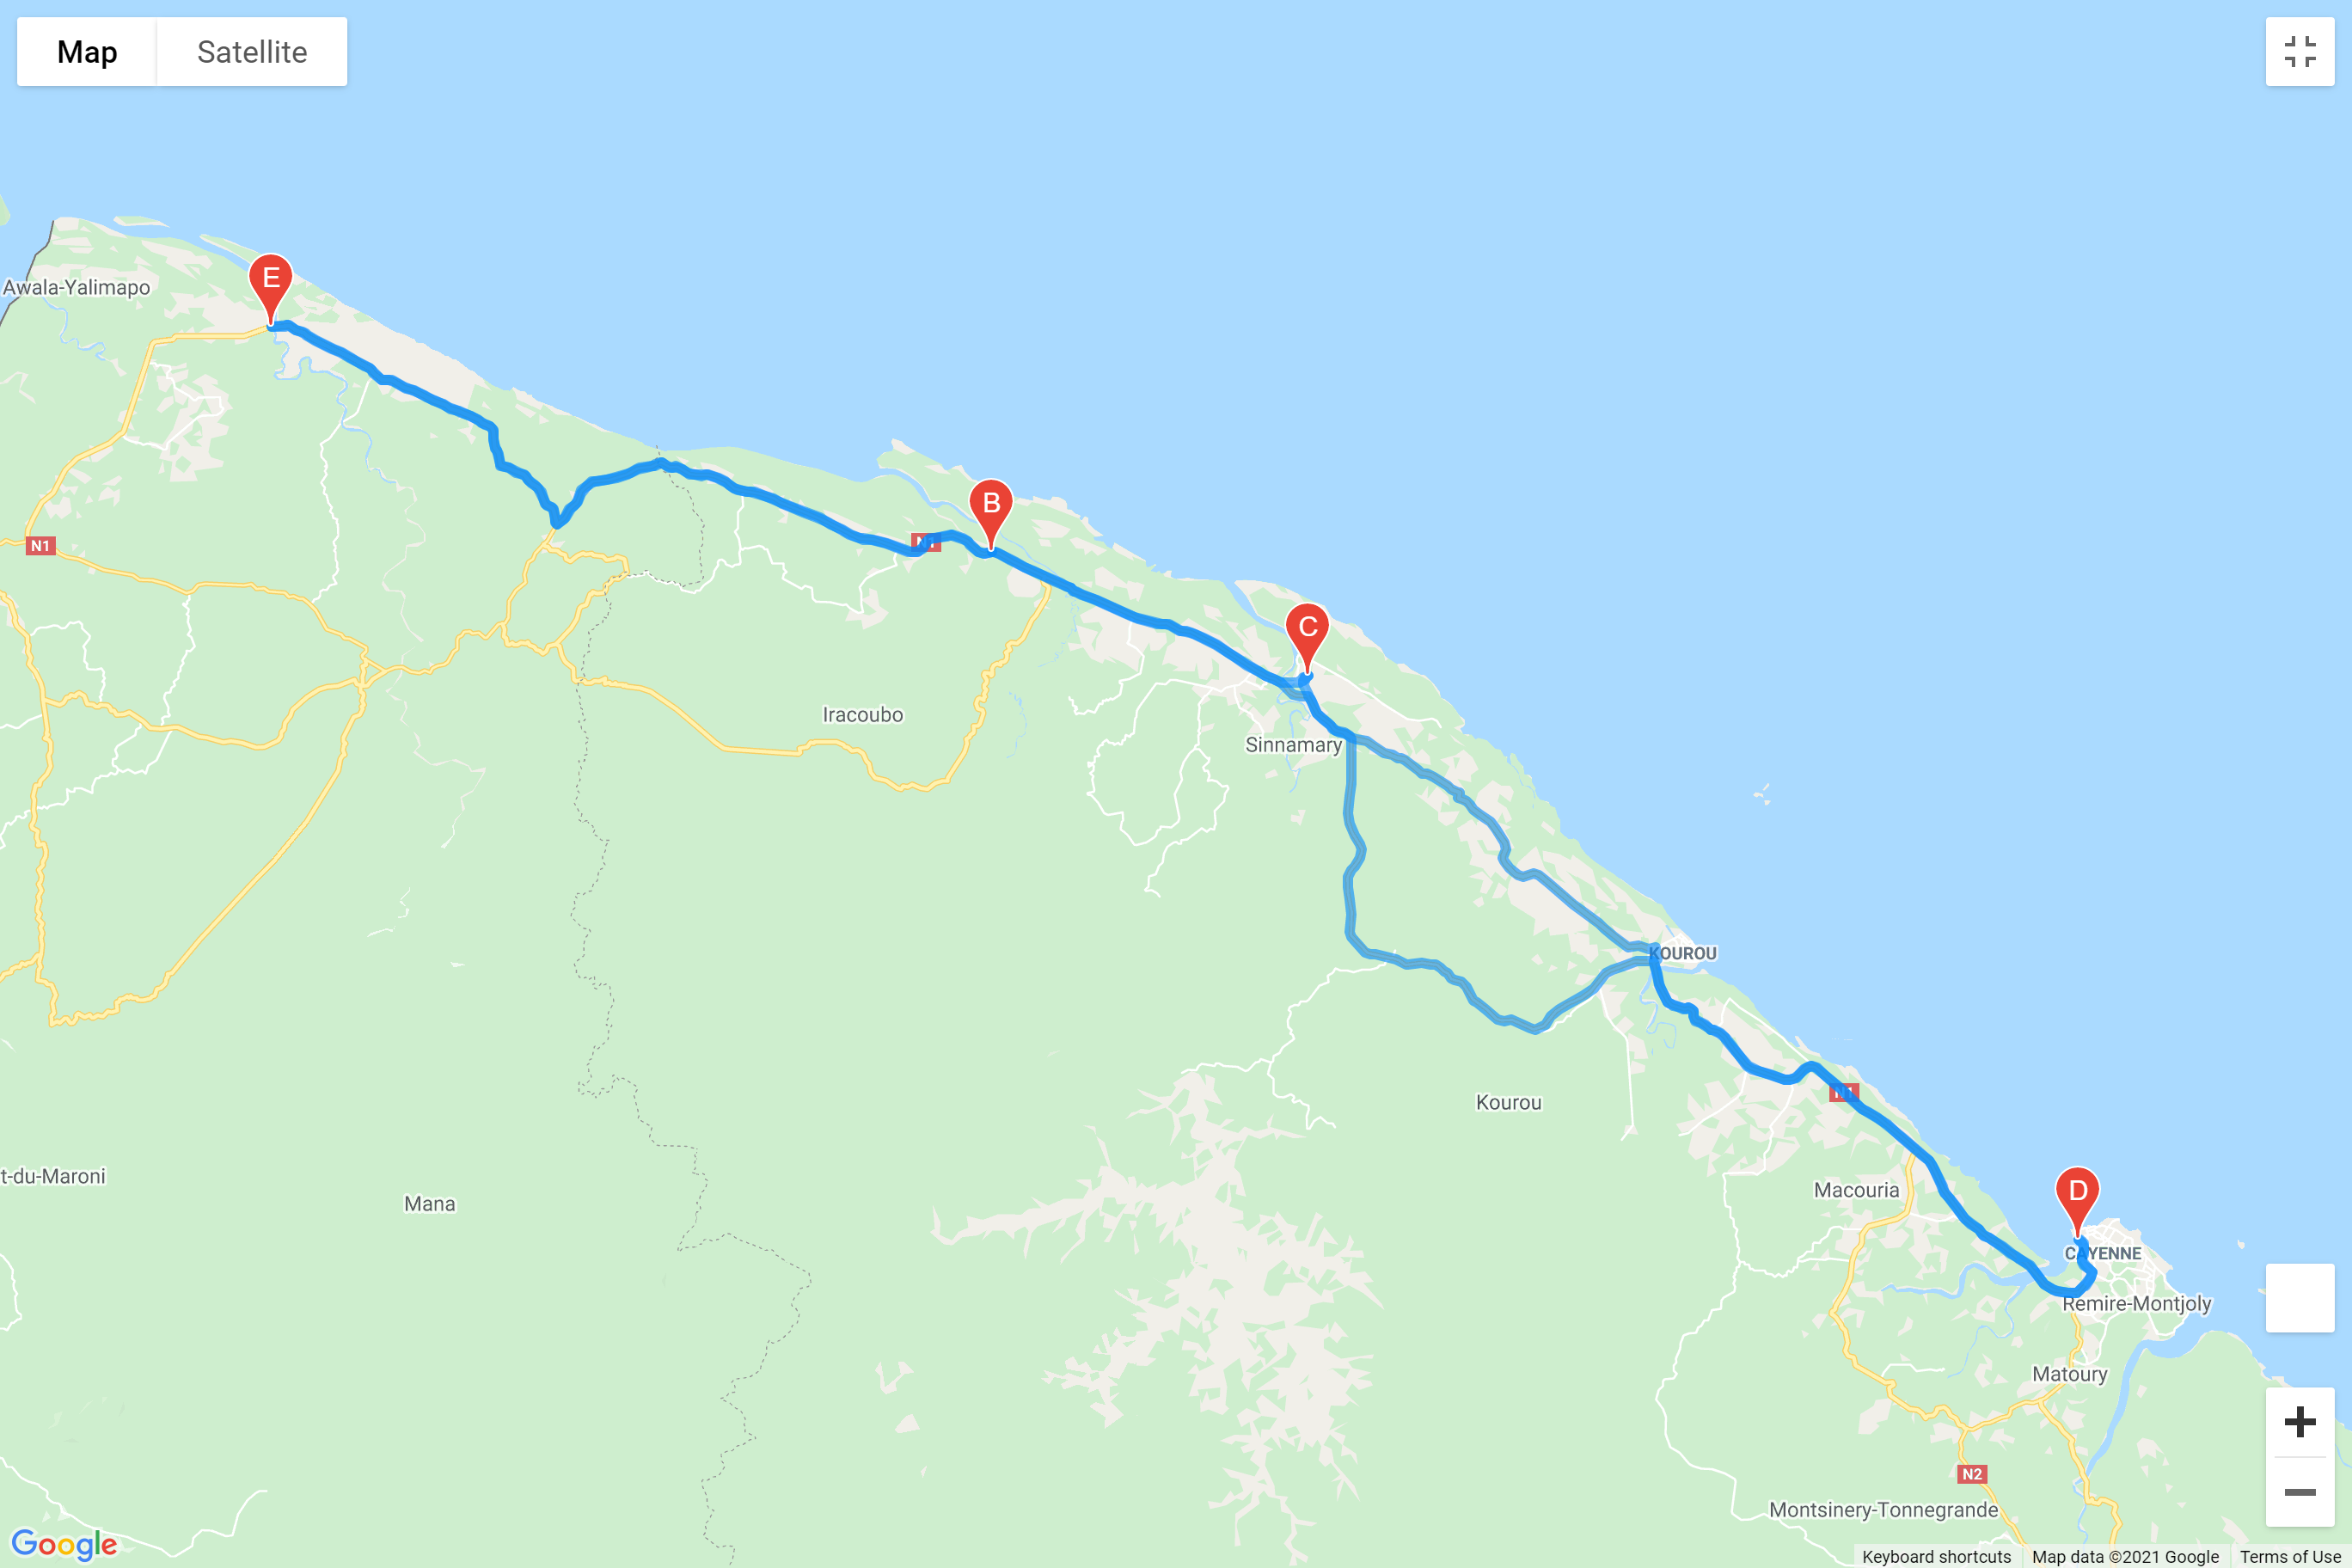 Map
Satellite
Awala-Yalimapo
E
B
N1
N1
C
Iracoubo
Sinnamary
KOUROU
Kourou
N1
t-du-Maroni
Mana
Macouria
D
CAYENNE
Remire-Montjoly
Matoury
N2
Montsinery-Tonnegrande
Google
Keyboard shortcuts
Map data ©2021 Google
Terms of Use